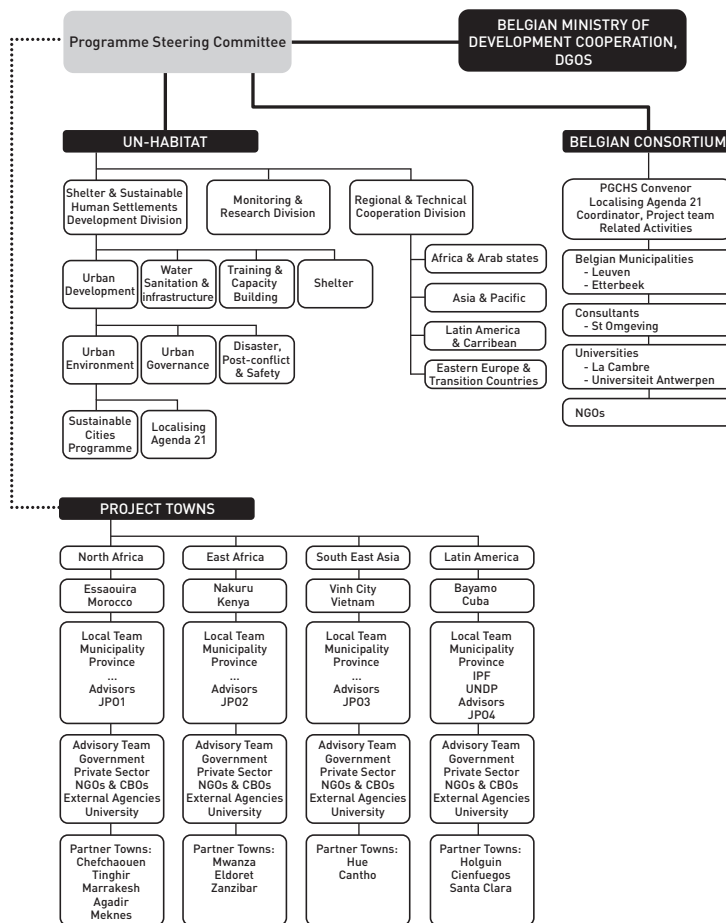 Programme Steering Committee
BELGIAN MINISTRY OF
DEVELOPMENT COOPERATION,
DGOS
UN-HABITAT
BELGIAN CONSORTIUM
Shelter & Sustainable
Human Settlements
Development Division
Monitoring &
Research Division
Regional & Technical
Cooperation Division
PGCHS Convenor
Localising Agenda 21
Coordinator, Project team
Related Activities
Urban
Development
Water
Sanitation &
infrastructure
Training &
Capacity
Building
Shelter
Africa & Arab states
Asia & Pacific
Latin America
& Carribean
Eastern Europe &
Transition Countries
Belgian Municipalities
- Leuven
- Etterbeek
Consultants
- St Omgeving
Universities
- La Cambre
- Universiteit Antwerpen
NGOs
Urban
Environment
Urban
Governance
Disaster,
Post-conflict
& Safety
Sustainable
Cities
Programme
Localising
Agenda 21
PROJECT TOWNS
North Africa
East Africa
South East Asia
Latin America
Essaouira
Morocco
Nakuru
Kenya
Vinh City
Vietnam
Bayamo
Cuba
Local Team
Municipality
Province
...
Advisors
JPO1
Local Team
Municipality
Province
...
Advisors
JPO2
Local Team
Municipality
Province
...
Advisors
JPO3
Local Team
Municipality
Province
IPF
UNDP
Advisors
JPO4
Advisory Team
Government
Private Sector
NGOs & CBOs
External Agencies
University
Advisory Team
Government
Private Sector
NGOs & CBOs
External Agencies
University
Advisory Team
Government
Private Sector
NGOs & CBOs
External Agencies
University
Advisory Team
Government
Private Sector
NGOs & CBOs
External Agencies
University
Partner Towns:
Chefchaouen
Tinghir
Marrakesh
Agadir
Meknes
Partner Towns:
Mwanza
Eldoret
Zanzibar
Partner Towns:
Hue
Cantho
Partner Towns:
Holguin
Cienfuegos
Santa Clara